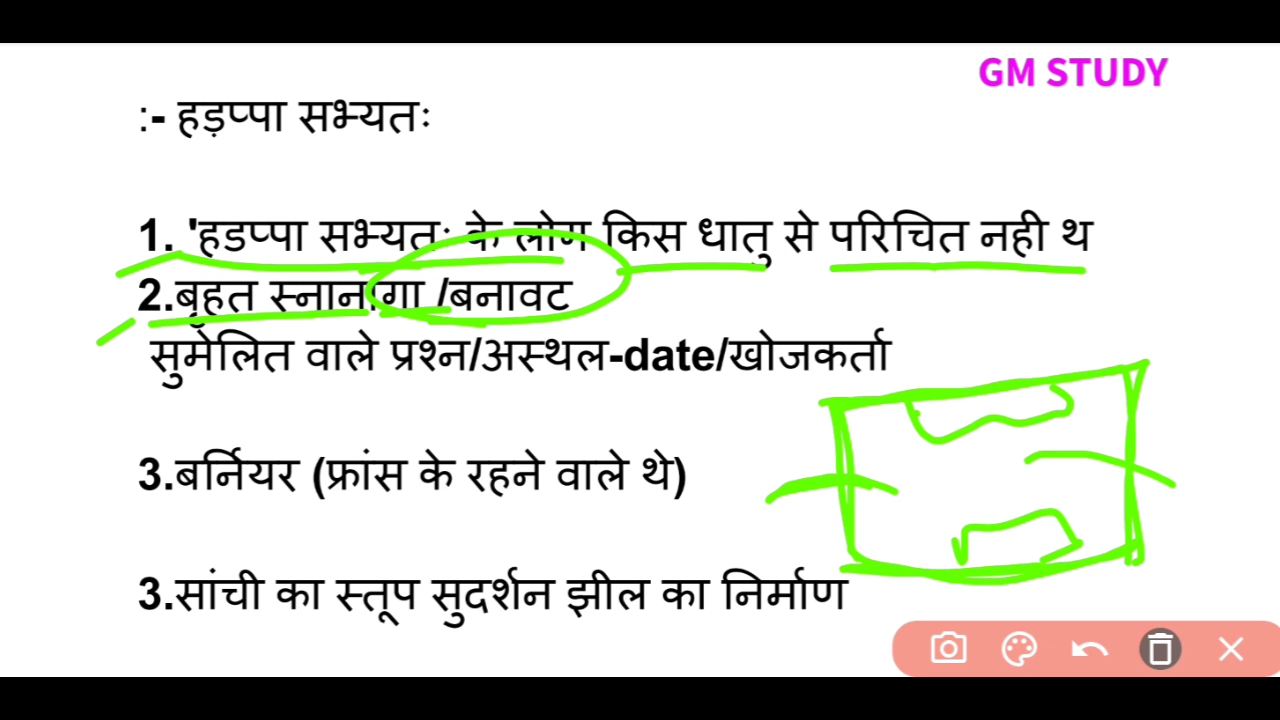 GM STUDY
:- हड़प्पा सभ्यतः
1. 'हडप्पा सभ्यतः के लोग किस धातु से परिचित नही थ
2.बृहत स्नानागा /बनावट
सुमेलित वाले प्रश्न/अस्थल-date/खोजकर्ता
3.बर्नियर (फ्रांस के रहने वाले थे)
3.सांची का स्तूप सुदर्शन झील का निर्माण